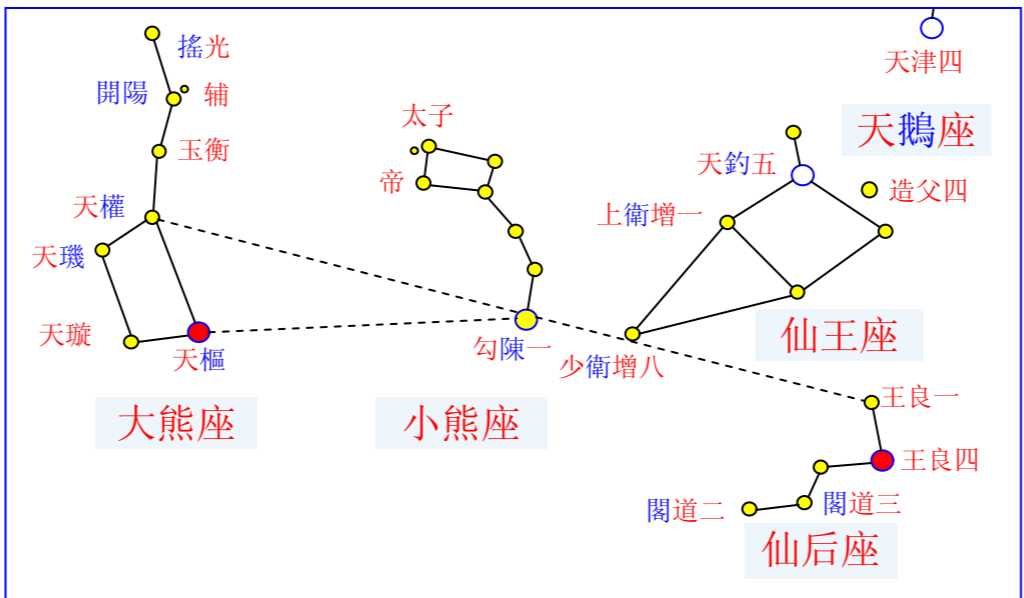 搖光
開陽
辅
玉衡
天權
天璣
天璇
天樞
大熊座
太子
帝
勾陳一
小熊座
天津四
天鵝座
天釣五
造父四
上衛增一
少衛增八
仙王座
王良一
王良四
閣道三
閣道二
仙后座